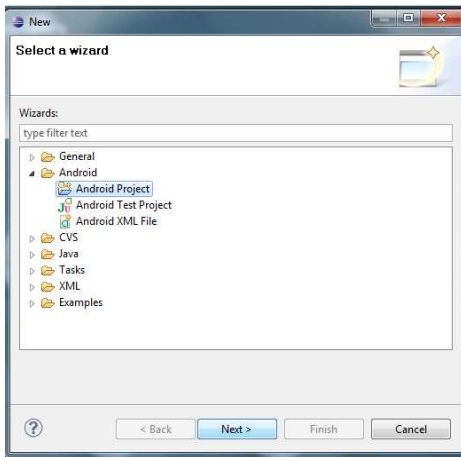 New
Select a wizard
Wizards:
type filter text
General
Android
Android Project
Android Test Project
Android XML File
CVS
Java
Tasks
XML
Examples
< Back Next > Finish Cancel